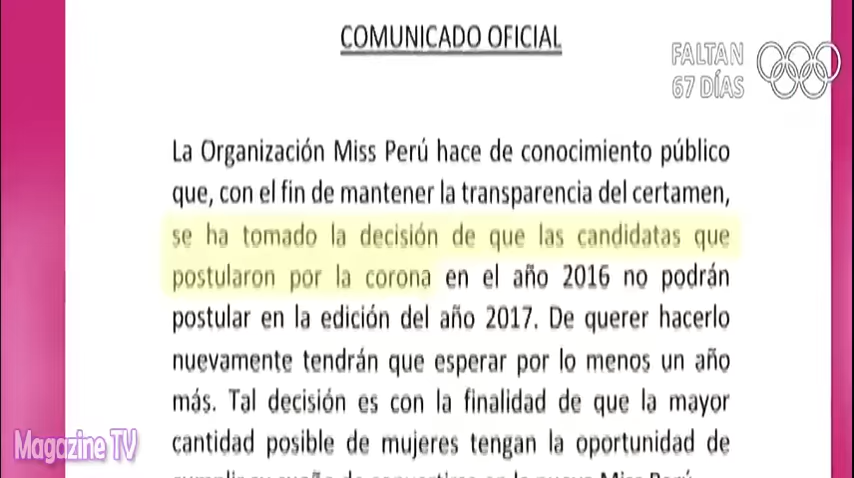 COMUNICADO OFICIAL
FALTAN
67 DÍAS
La Organización Miss Perú hace de conocimiento público
que, con el fin de mantener la transparencia del certamen,
se ha tomado la decisión de que las candidatas que
postularon por la corona en el año 2016 no podrán
postular en la edición del año 2017. De querer hacerlo
nuevamente tendrán que esperar por lo menos un año
más. Tal decisión es con la finalidad de que la mayor
cantidad posible de mujeres tengan la oportunidad de
Magazine TV